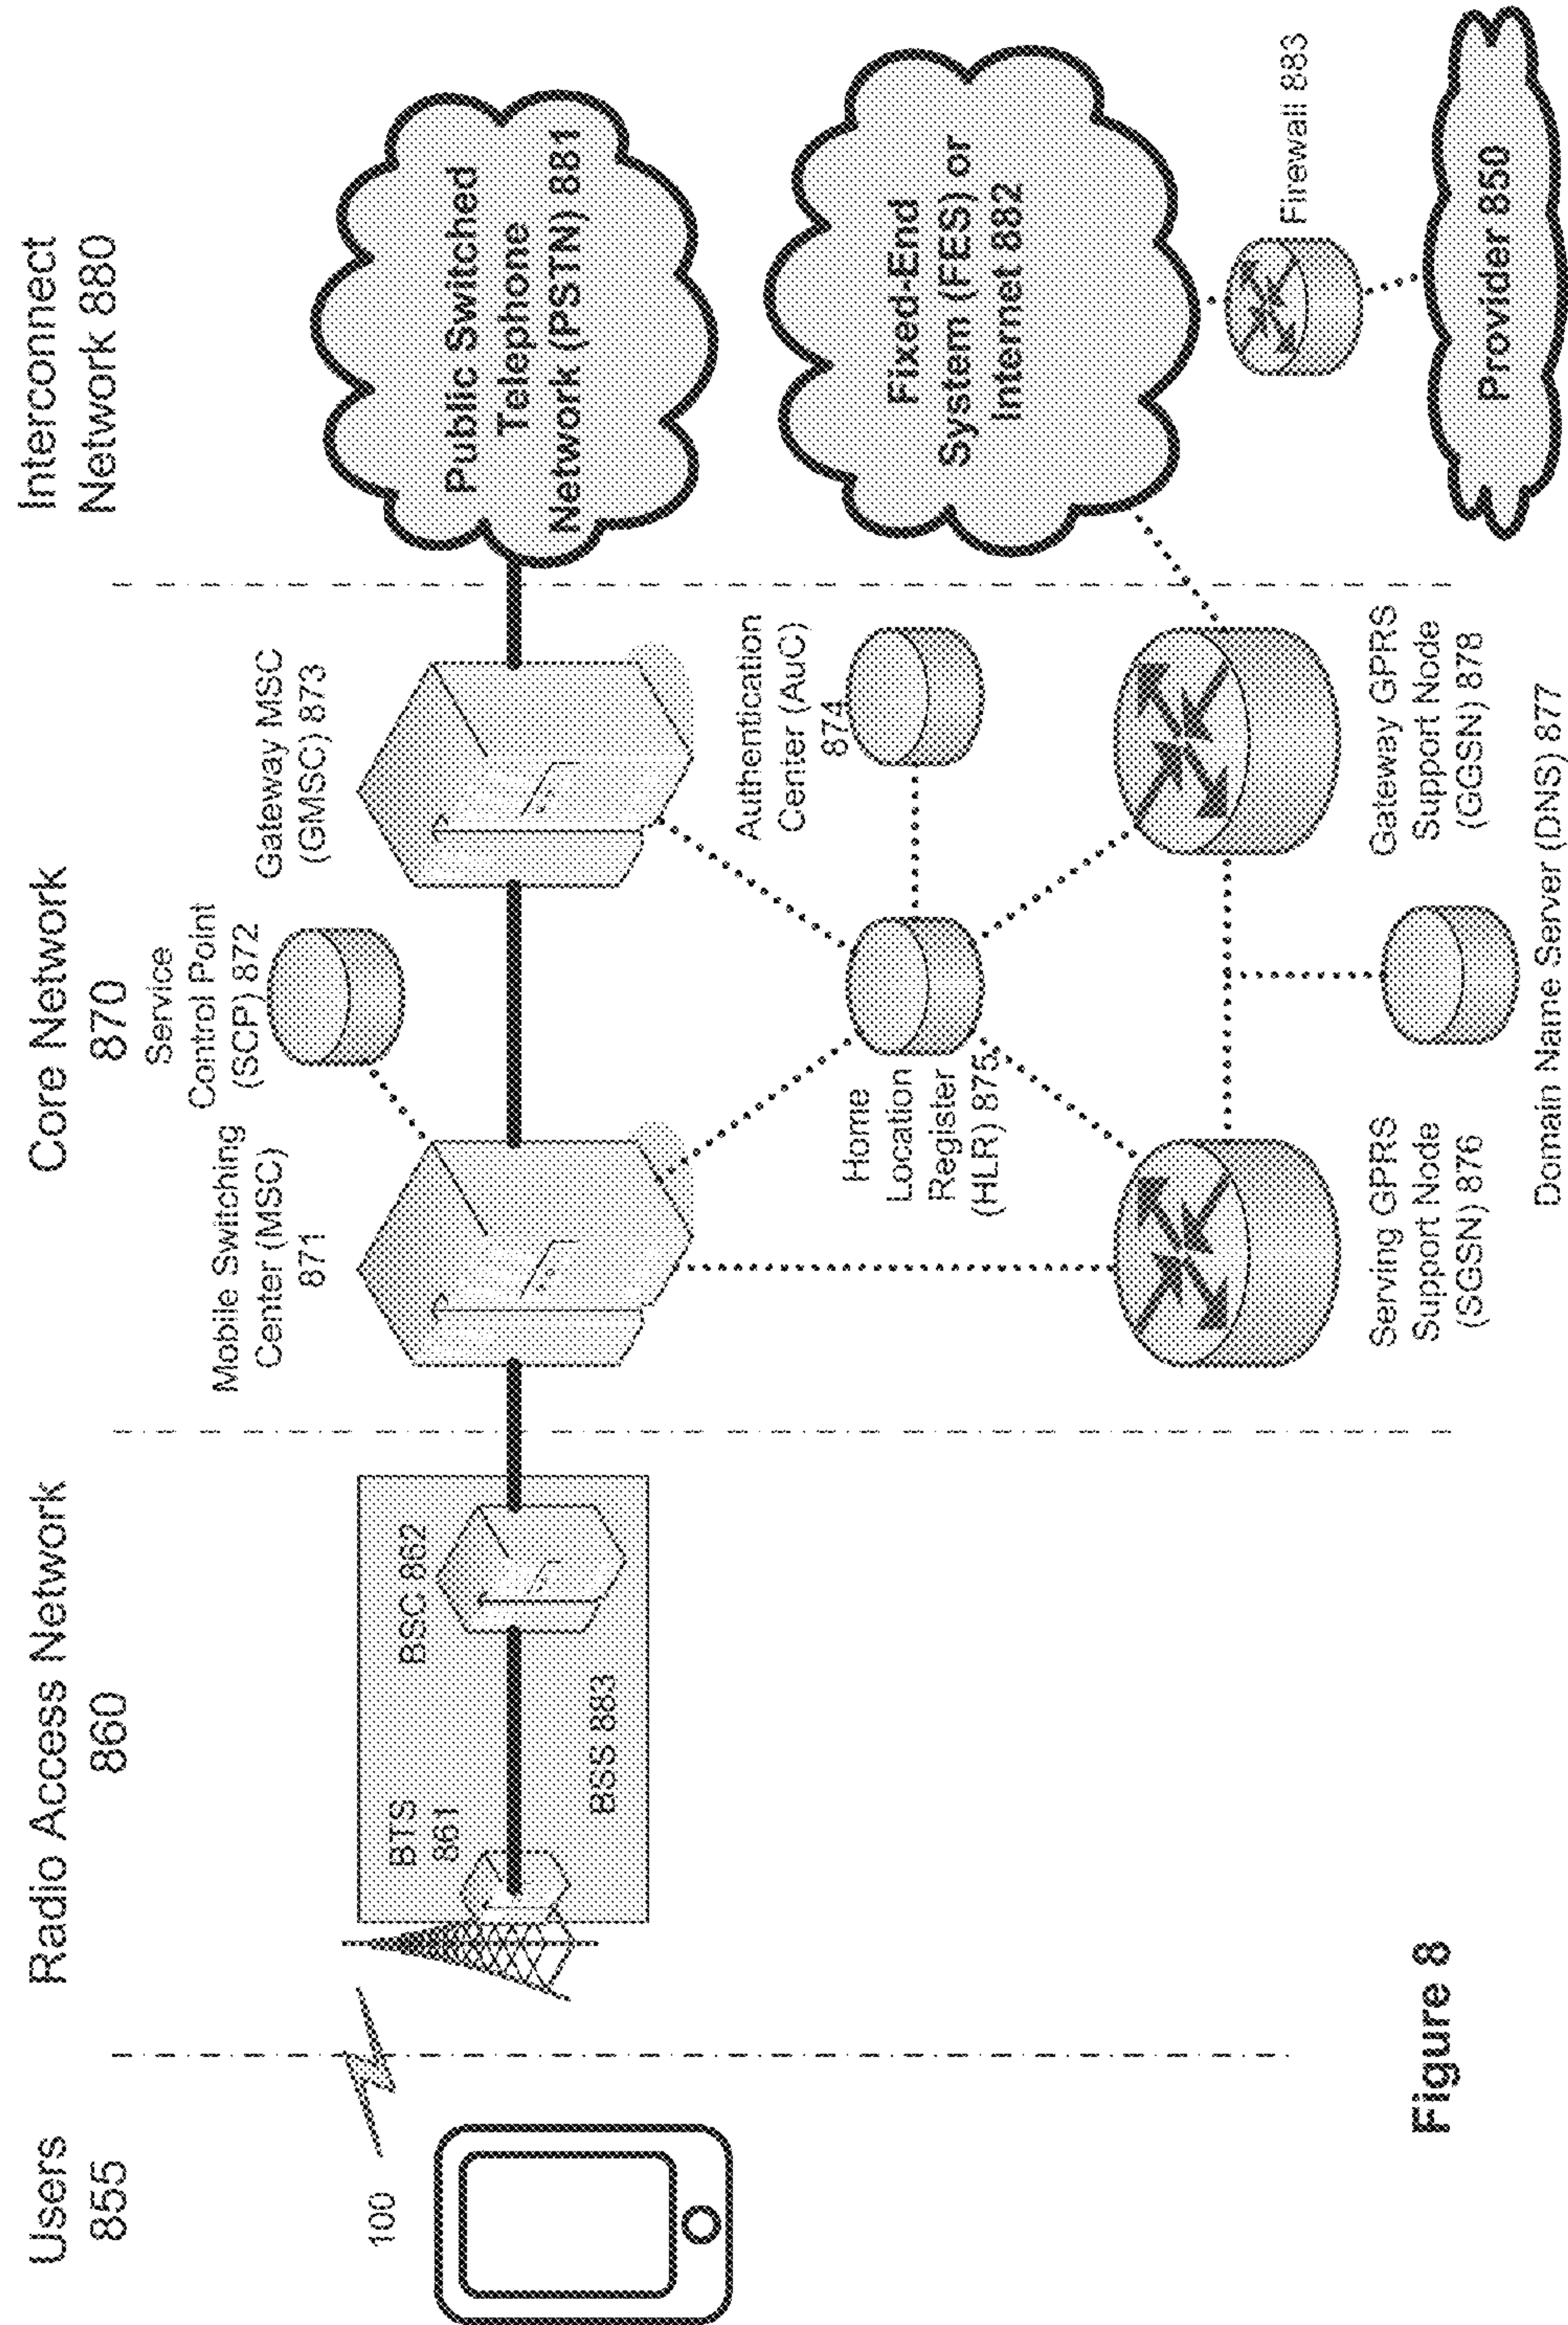 Users
855
Radio Access Network
860
Core Network
870
Interconnect
Network 880
100
BTS
861
BSC 862
BSS 883
Mobile Switching
Center (MSC)
871
Service
Control Point
(SCP) 872
Gateway MSC
(GMSC) 873
Public Switched
Telephone
Network (PSTN) 881
Home
Location
Register
(HLR) 875
Authentication
Center (AuC)
874
Fixed-End
System (FES) or
Internet 882
Serving GPRS
Support Node
(SGSN) 876
Gateway GPRS
Support Node
(GGSN) 878
Domain Name Server (DNS) 877
Firewall 883
Provider 850
Figure 8